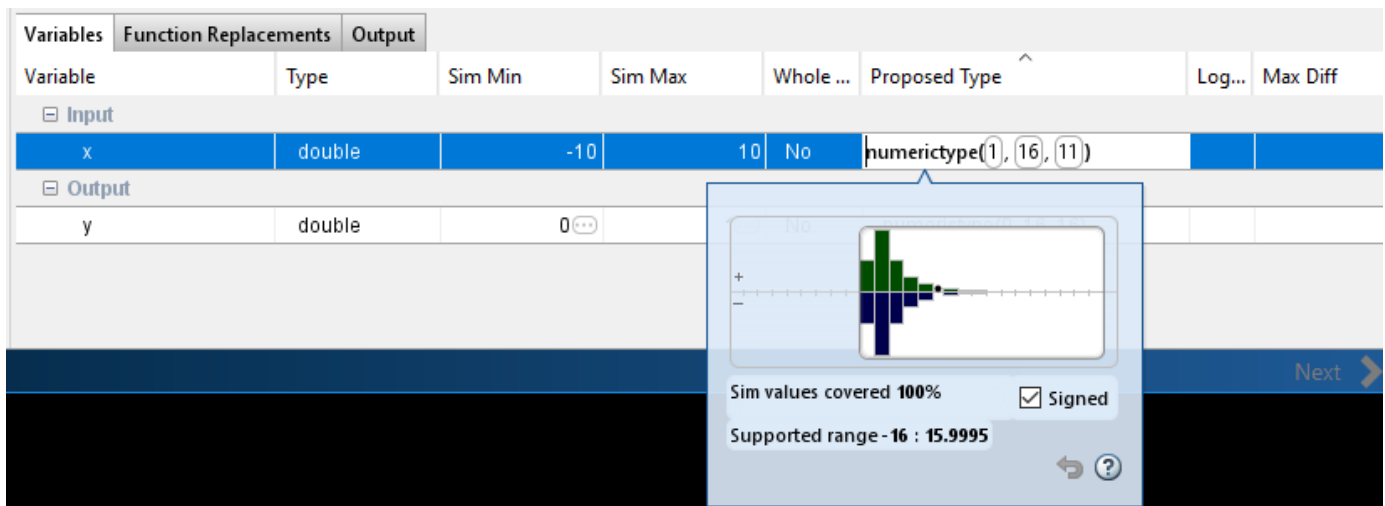 Variables Function Replacements Output
Variable Type Sim Min Sim Max Whole ... Proposed Type Log... Max Diff
Input
x double -10 10 No numerictype(1, 16, 11)
Output
y double 0 No
+
–
Sim values covered 100% Signed
Supported range -16 : 15.9995
Next